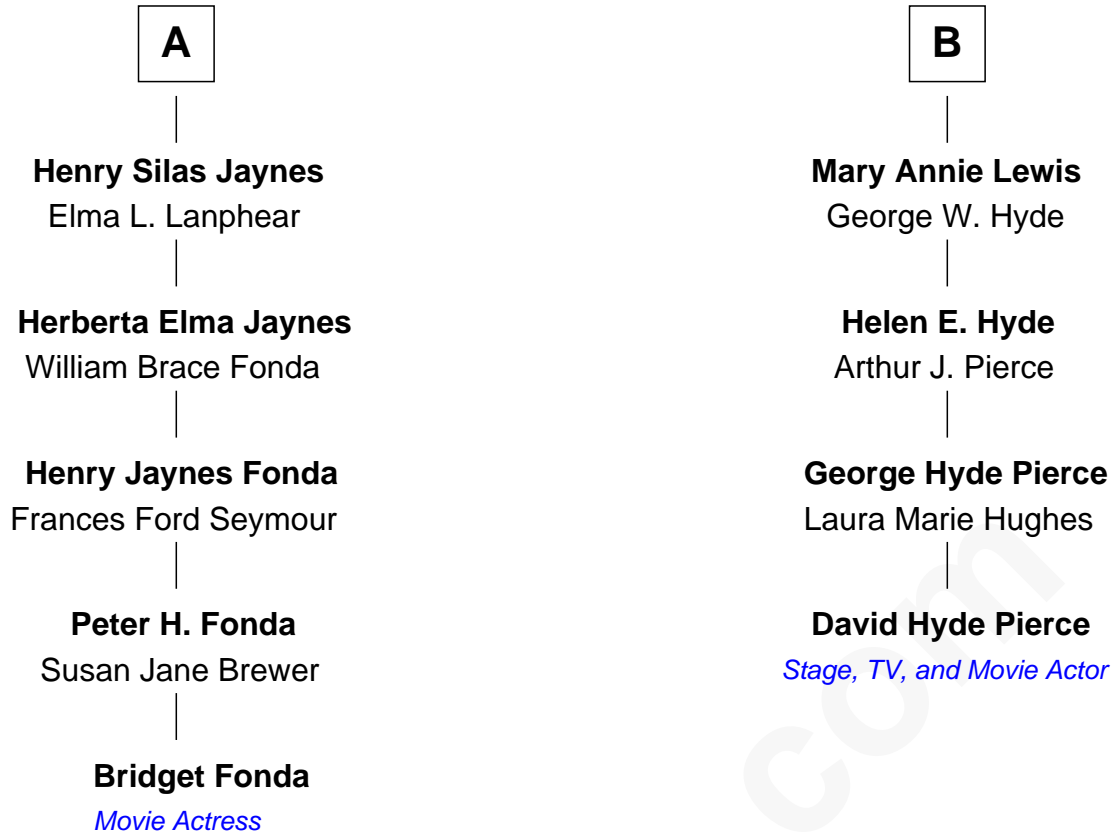 A
Henry Silas Jaynes
Elma L. Lanphear
Herberta Elma Jaynes
William Brace Fonda
Henry Jaynes Fonda
Frances Ford Seymour
Peter H. Fonda
Susan Jane Brewer
Bridget Fonda
Movie Actress
B
Mary Annie Lewis
George W. Hyde
Helen E. Hyde
Arthur J. Pierce
George Hyde Pierce
Laura Marie Hughes
David Hyde Pierce
Stage, TV, and Movie Actor
com